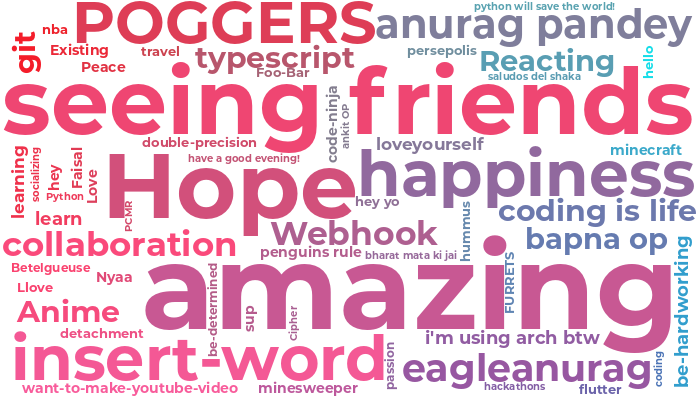 python will save the world!
POGGERS
anurag pandey
nba
git
Existing
travel
typescript
persepolis
Reacting
hello
Peace
Foo-Bar
saludos del shaka
seeing friends
code-ninja
ankit OP
double-precision
loveyourself
minecraft
have a good evening!
learning
socializing
hey
Faisal
Love
Python
Hope
happiness
hey yo
PCMR
learn
hummus
coding is life
Webhook
bapna op
collaboration
penguins rule
bharat mata ki jai
Betelgueuse
Nyaa
Llove
amazing
FURRETS
be-hardworking
be-determined
sup
cipher
Anime
detachment
i'm using arch btw
insert-word
passion
eagleanurag
coding
want-to-make-youtube-video
minesweeper
hackathons
flutter